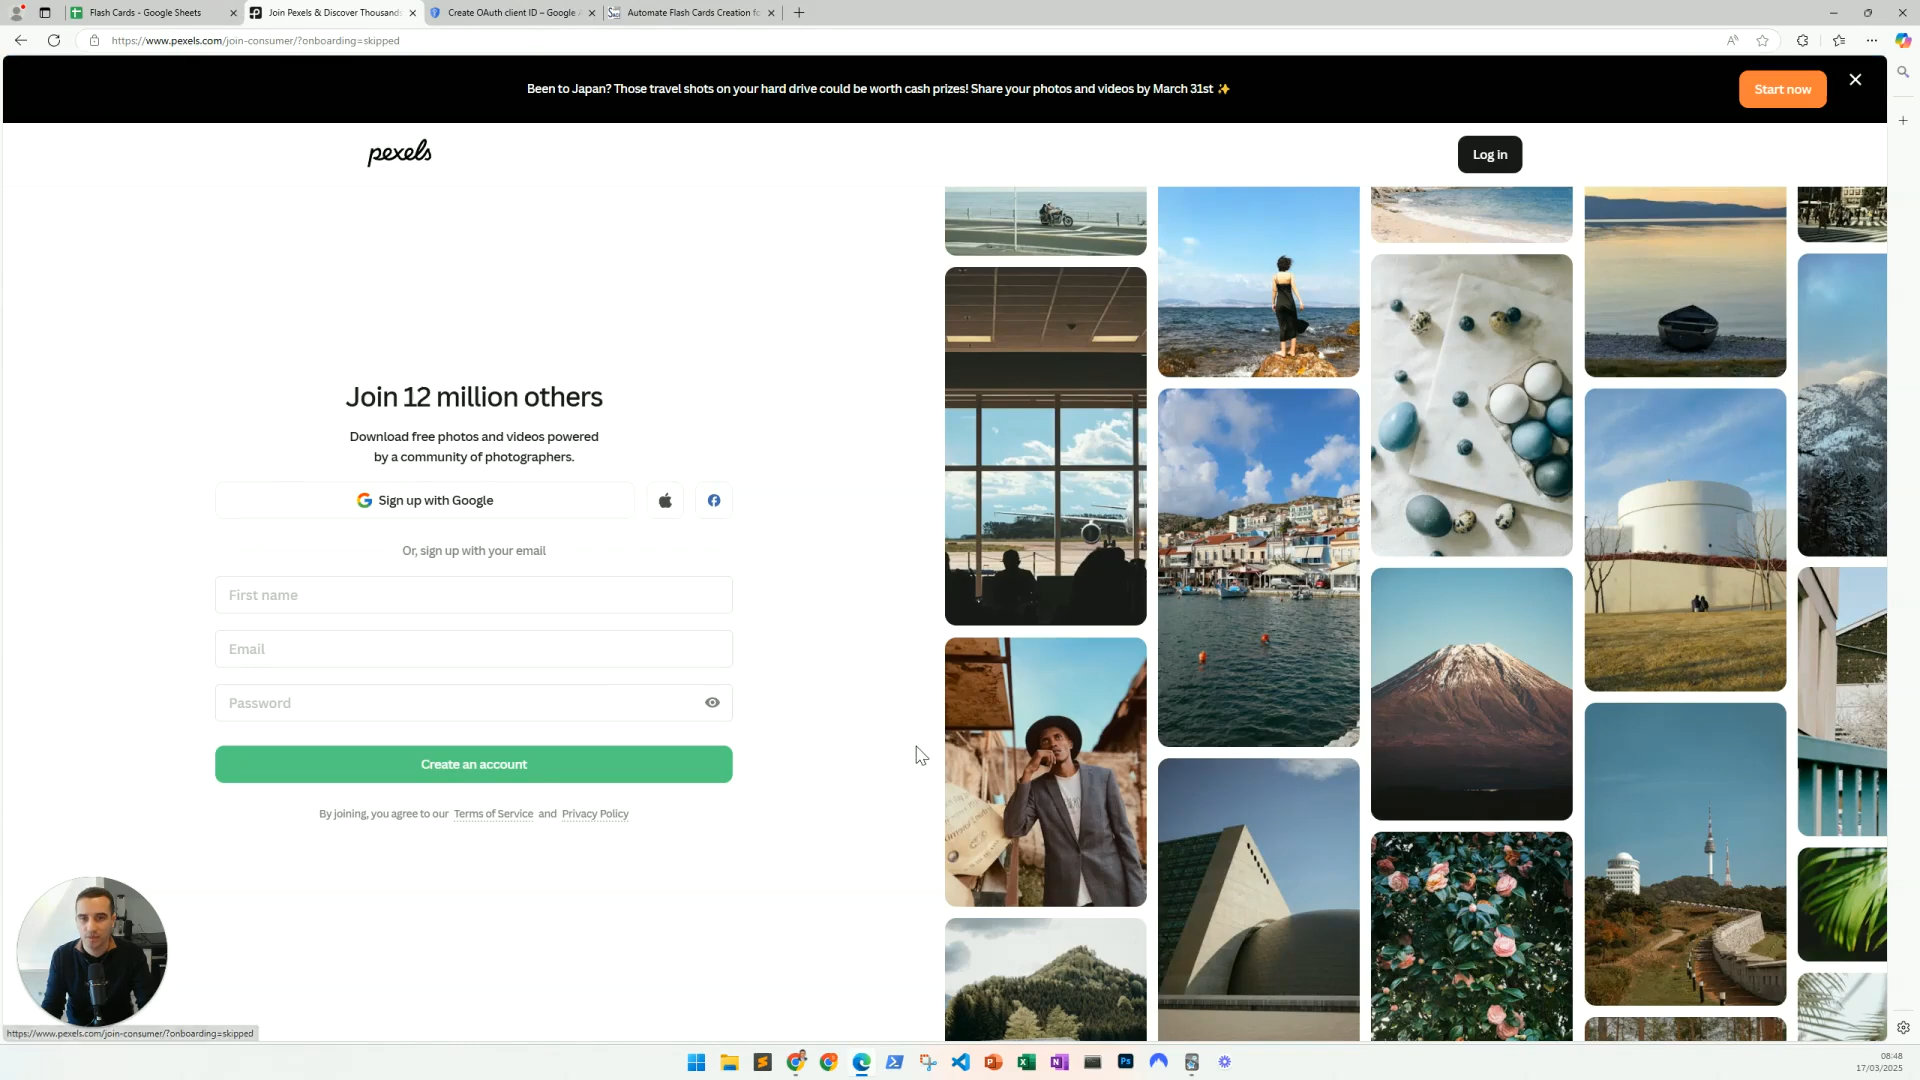 Flash Cards - Google Sheets
Join Pexels & Discover Thousands
Create OAuth client ID – Google
Automate Flash Cards Creation fo
https://www.pexels.com/join-consumer/?onboarding=skipped
Been to Japan? Those travel shots on your hard drive could be worth cash prizes! Share your photos and videos by March 31st ✨
Start now
pexels
Log in
Join 12 million others
Download free photos and videos powered
by a community of photographers.
Sign up with Google
Or, sign up with your email
First name
Email
Password
Create an account
By joining, you agree to our Terms of Service and Privacy Policy
https://www.pexels.com/join-consumer/?onboarding=skipped
08:48
17/03/2025